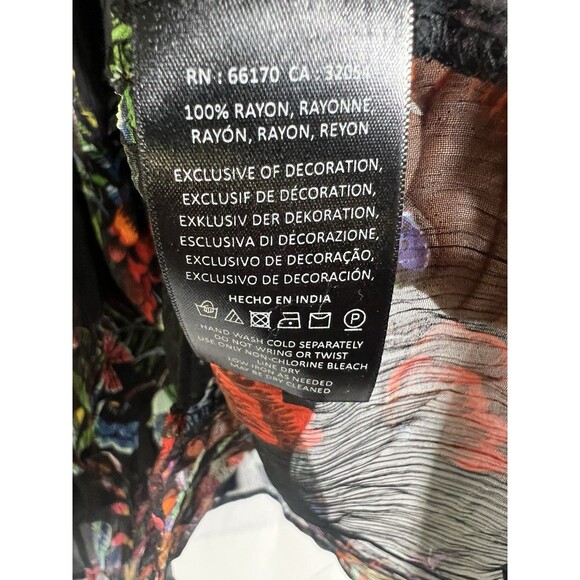 RN : 66170 CA : 3205
100% RAYON, RAYONNE
RAYÓN, RAYON, REYON
EXCLUSIVE OF DECORATION,
EXCLUSIF DE DÉCORATION,
EXKLUSIV DER DEKORATION,
ESCLUSIVA DI DECORAZIONE,
EXCLUSIVO DE DECORAÇÃO,
EXCLUSIVO DE DECORACIÓN,
HECHO EN INDIA
P
HAND WASH COLD SEPARATELY
DO NOT WRING OR TWIST
USE ONLY NON-CHLORINE BLEACH
LINE DRY
LOW IRON AS NEEDED
MAY BE DRY CLEANED